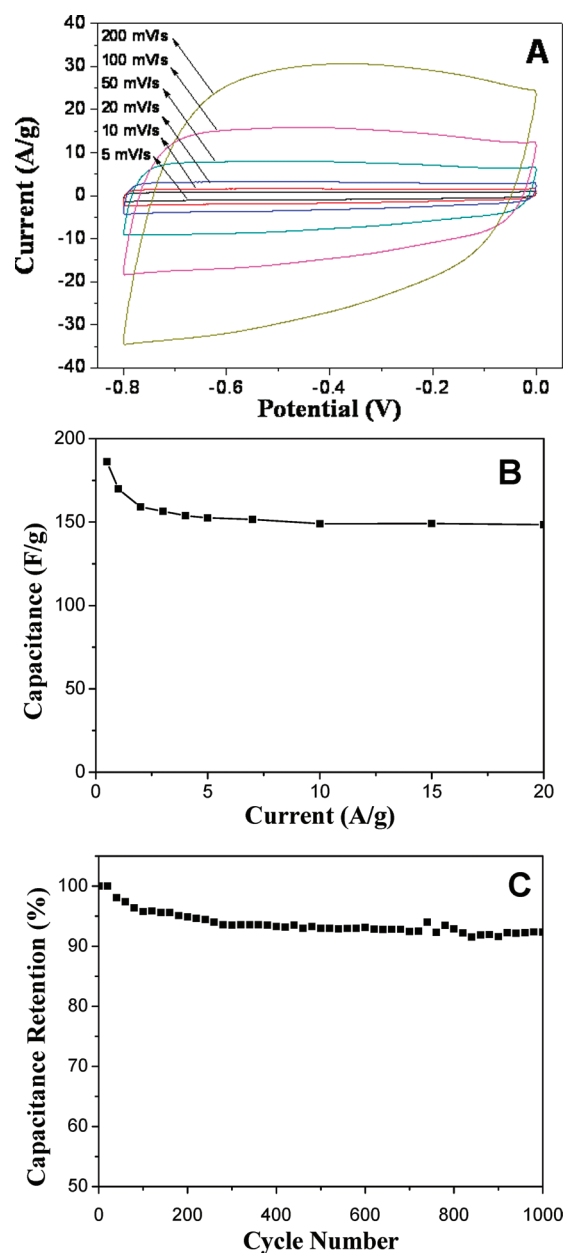 A
200 mV/s
100 mV/s
50 mV/s
20 mV/s
10 mV/s
5 mV/s
40
30
20
10
0
-10
-20
-30
-40
Current (A/g)
-0.8 -0.6 -0.4 -0.2 0.0
Potential (V)
B
200
150
100
50
0
Capacitance (F/g)
0 5 10 15 20
Current (A/g)
C
100
90
80
70
60
50
Capacitance Retention (%)
0 200 400 600 800 1000
Cycle Number